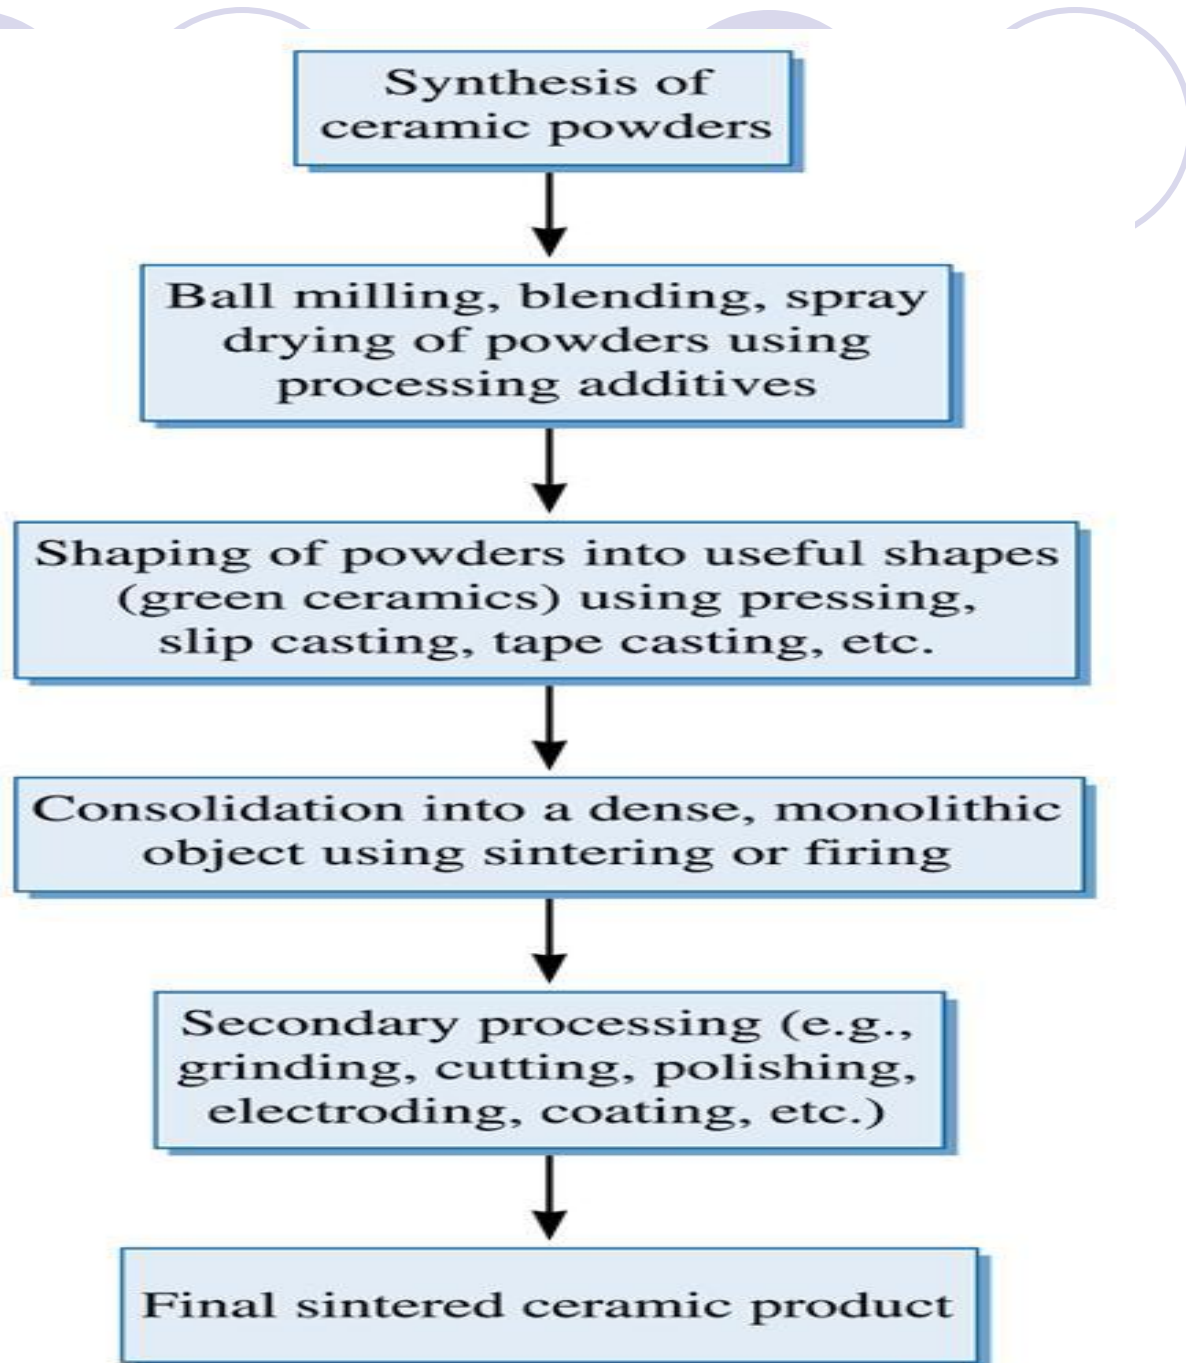 Synthesis of
ceramic powders
Ball milling, blending, spray
drying of powders using
processing additives
Shaping of powders into useful shapes
(green ceramics) using pressing,
slip casting, tape casting, etc.
Consolidation into a dense, monolithic
object using sintering or firing
Secondary processing (e.g.,
grinding, cutting, polishing,
electroding, coating, etc.)
Final sintered ceramic product